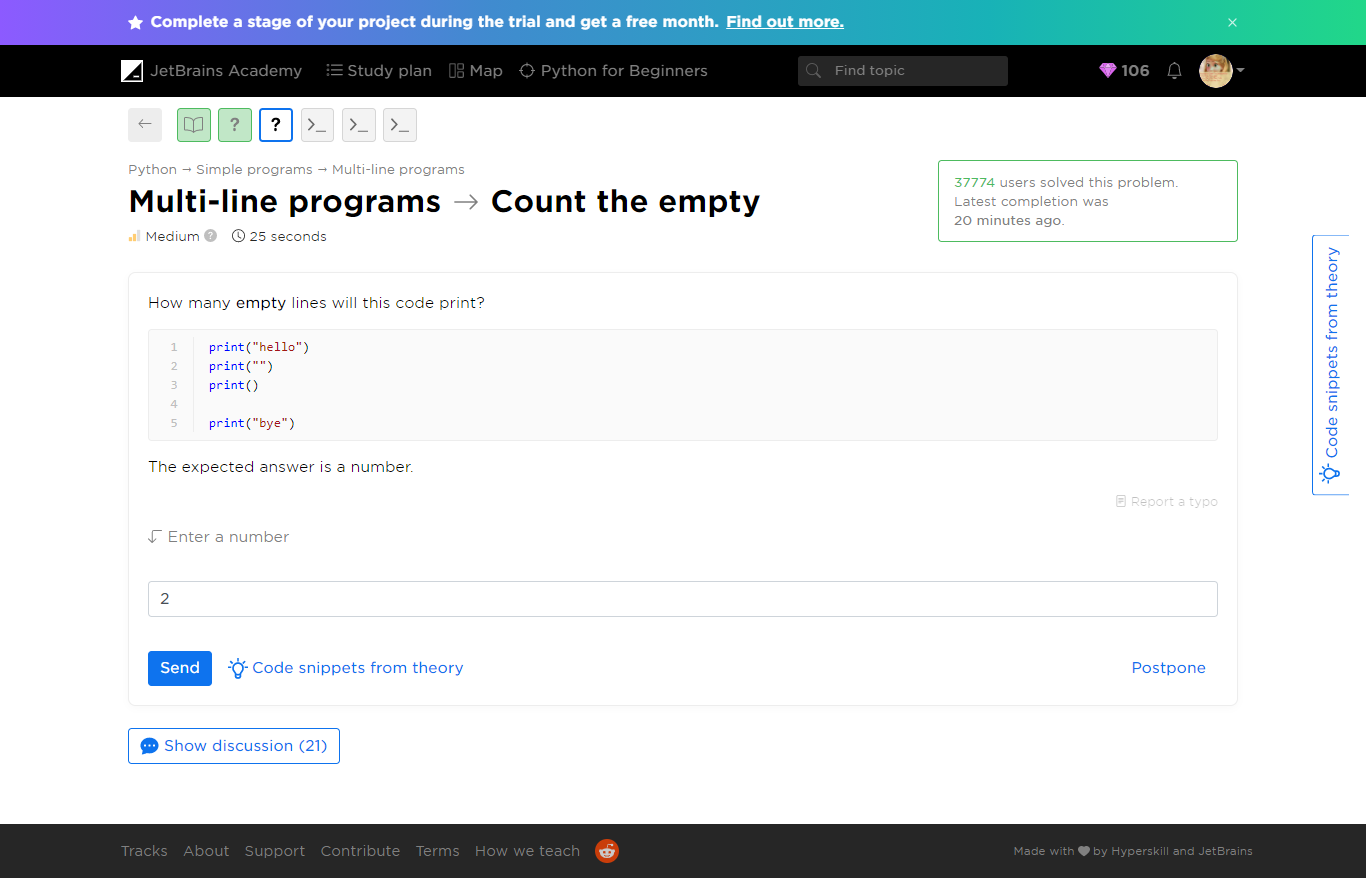 Complete a stage of your project during the trial and get a free month. Find out more.
JetBrains Academy Study plan Map Python for Beginners Find topic 106
? ? >_ >_ >_
Python → Simple programs → Multi-line programs
Multi-line programs → Count the empty
Medium ? 25 seconds
37774 users solved this problem.
Latest completion was
20 minutes ago.
Code snippets from theory
How many empty lines will this code print?
1 print("hello")
2 print("")
3 print()
4
5 print("bye")
The expected answer is a number.
Report a typo
Enter a number
2
Send Code snippets from theory Postpone
Show discussion (21)
Tracks About Support Contribute Terms How we teach Made with by Hyperskill and JetBrains